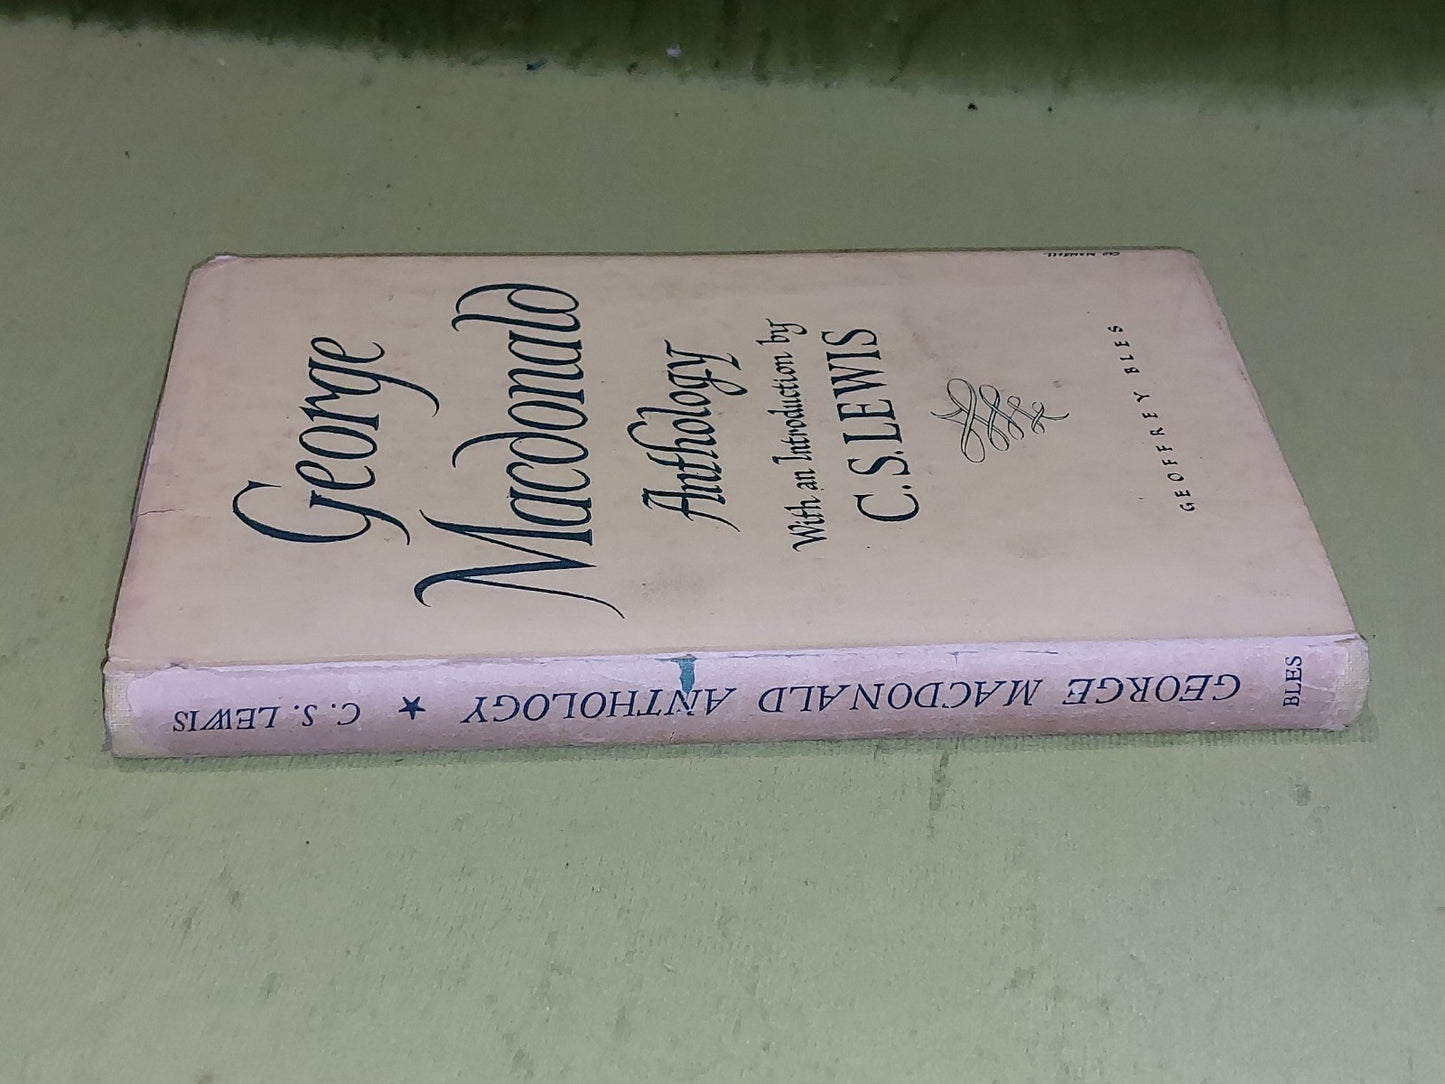 George
Macdonald
Anthology
With an Introduction by
C.S.LEWIS
GEOFFREY BLES
GEORGE MACDONALD ANTHOLOGY ★ C. S. LEWIS
BLES